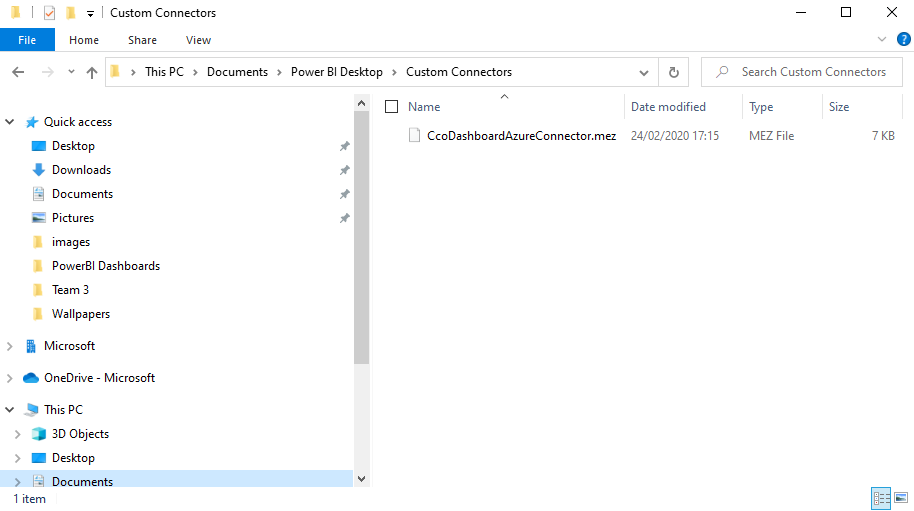 Custom Connectors
File Home Share View
This PC Documents Power BI Desktop Custom Connectors Search Custom Connectors
Name Date modified Type Size
CcoDashboardAzureConnector.mez 24/02/2020 17:15 MEZ File 7 KB
Quick access
Desktop
Downloads
Documents
Pictures
images
PowerBI Dashboards
Team 3
Wallpapers
Microsoft
OneDrive - Microsoft
This PC
3D Objects
Desktop
Documents
1 item